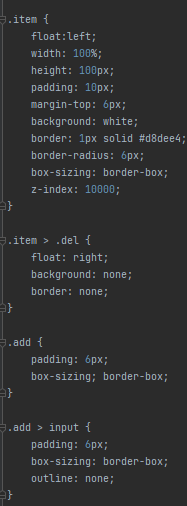 .item {
float:left;
width: 100%;
height: 100px;
padding: 10px;
margin-top: 6px;
background: white;
border: 1px solid #d8dee4;
border-radius: 6px;
box-sizing: border-box;
z-index: 10000;
}
.item > .del {
float: right;
background: none;
border: none;
}
.add {
padding: 6px;
box-sizing; border-box;
}
.add > input {
padding: 6px;
box-sizing: border-box;
outline: none;
}